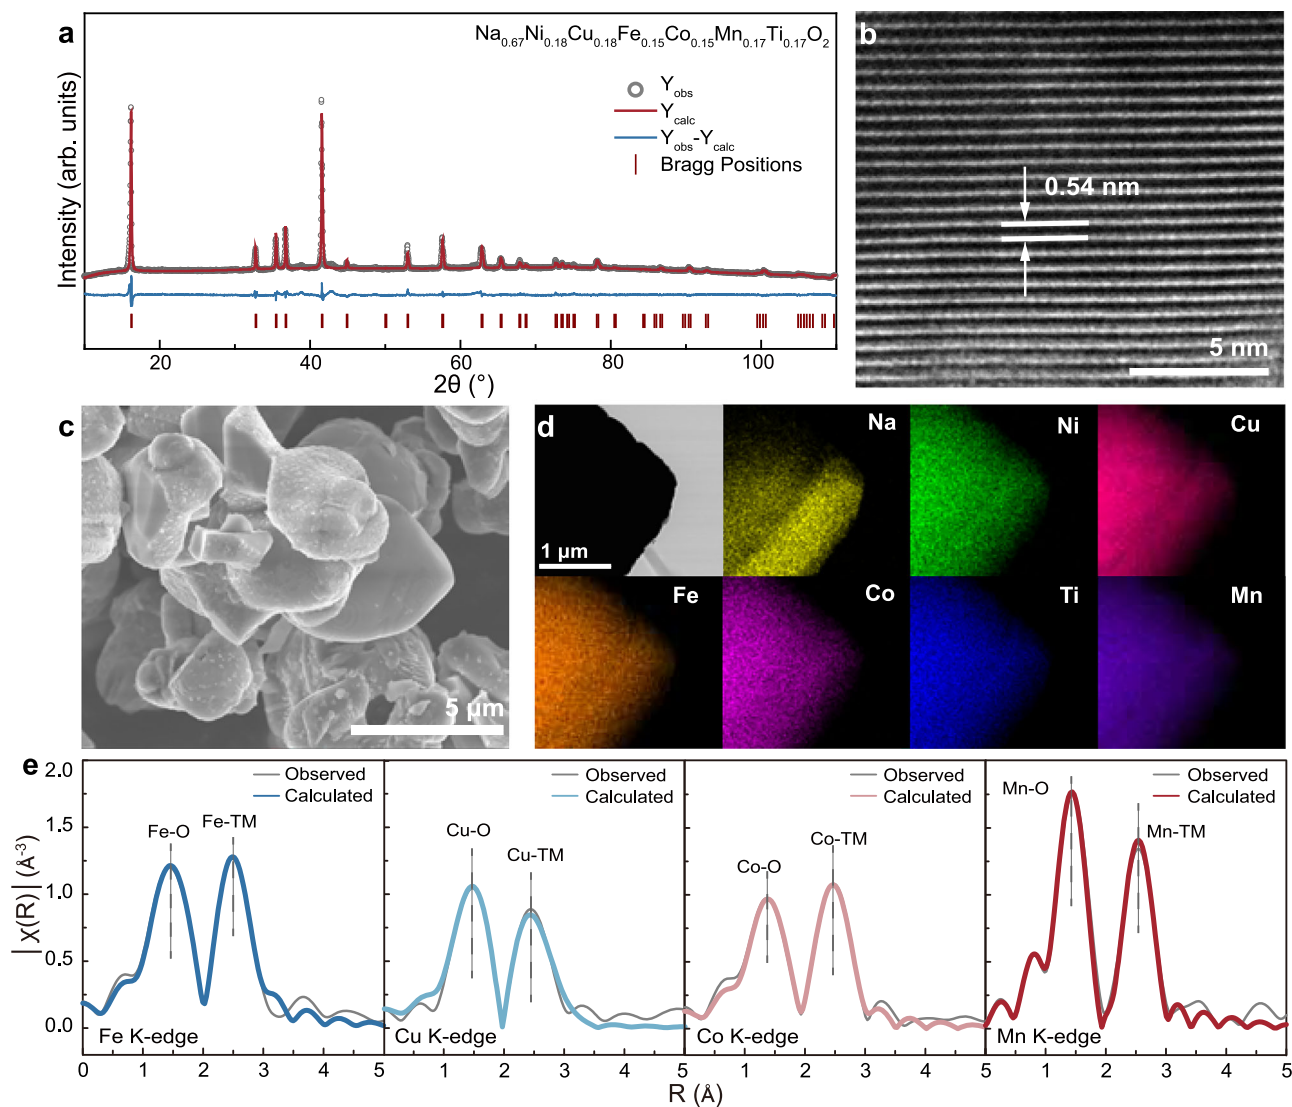 a
Na0.67Ni0.18Cu0.18Fe0.15Co0.15Mn0.17Ti0.17O2
Yobs
Ycalc
Yobs-Ycalc
Bragg Positions
Intensity (arb. units)
20 40 60 80 100
2θ (°)
b
0.54 nm
5 nm
c
5 μm
d
1 μm
Na
Ni
Cu
Fe
Co
Ti
Mn
e
|χ(R)| (Å-3)
2.0
1.5
1.0
0.5
0.0
Observed
Calculated
Fe-O
Fe-TM
Fe K-edge
Observed
Calculated
Cu-O
Cu-TM
Cu K-edge
Observed
Calculated
Co-O
Co-TM
Co K-edge
Observed
Calculated
Mn-O
Mn-TM
Mn K-edge
0 1 2 3 4 5 1 2 3 4 5 1 2 3 4 5 1 2 3 4 5
R (Å)